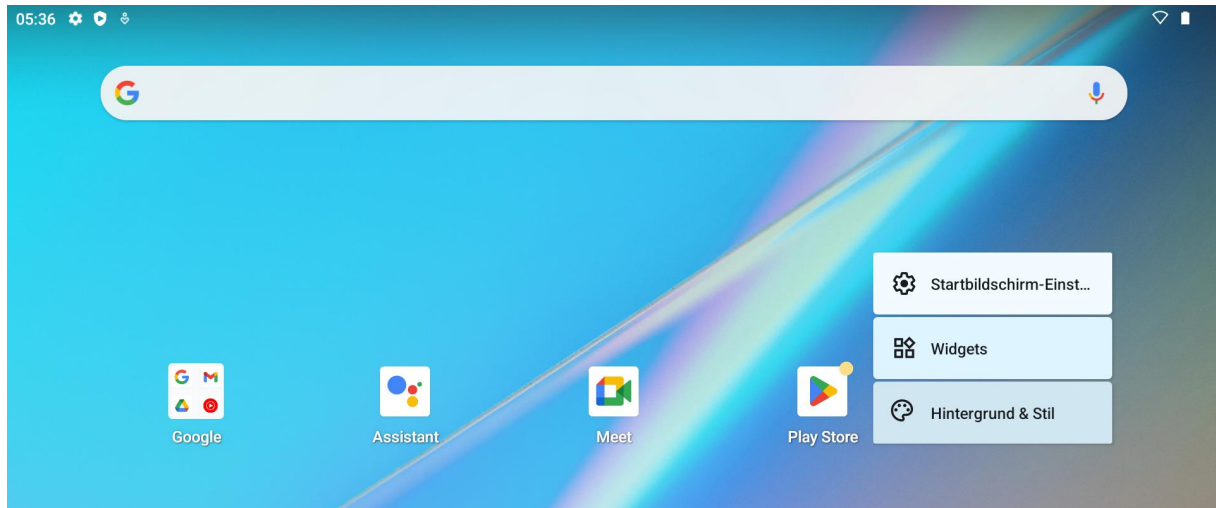 05:36
Startbildschirm-Einst...
Widgets
Hintergrund & Stil
Google
Assistant
Meet
Play Store